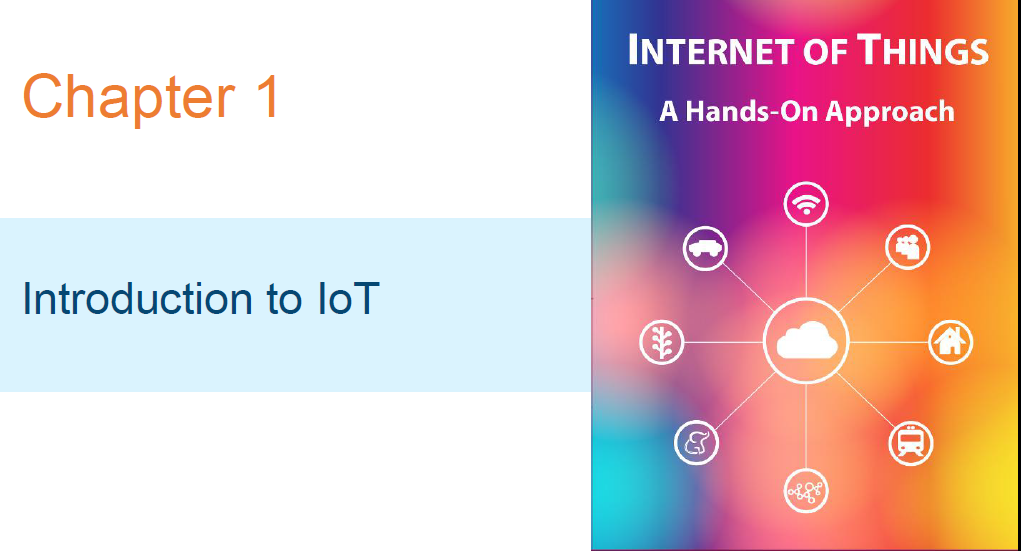 Chapter 1
Introduction to IoT
INTERNET OF THINGS
A Hands-On Approach